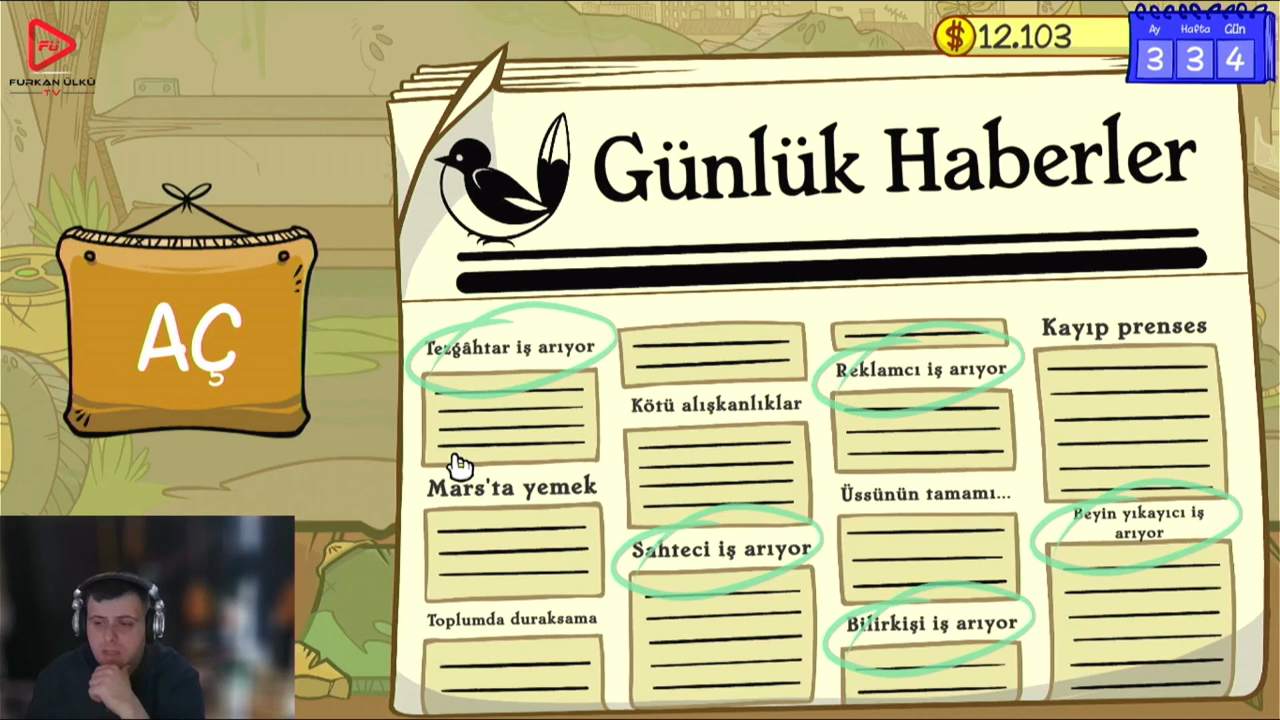 FU
FURKAN ÜLKÜ
TV
12.103
Ay Hafta Gün
3 3 4
Günlük Haberler
AÇ
Tezgâhtar iş arıyor
Mars'ta yemek
Toplumda duraksama
Kötü alışkanlıklar
Sahteci iş arıyor
Reklamcı iş arıyor
Üssünün tamamı...
Bilirkişi iş arıyor
Kayıp prenses
Beyin yıkayıcı iş
arıyor